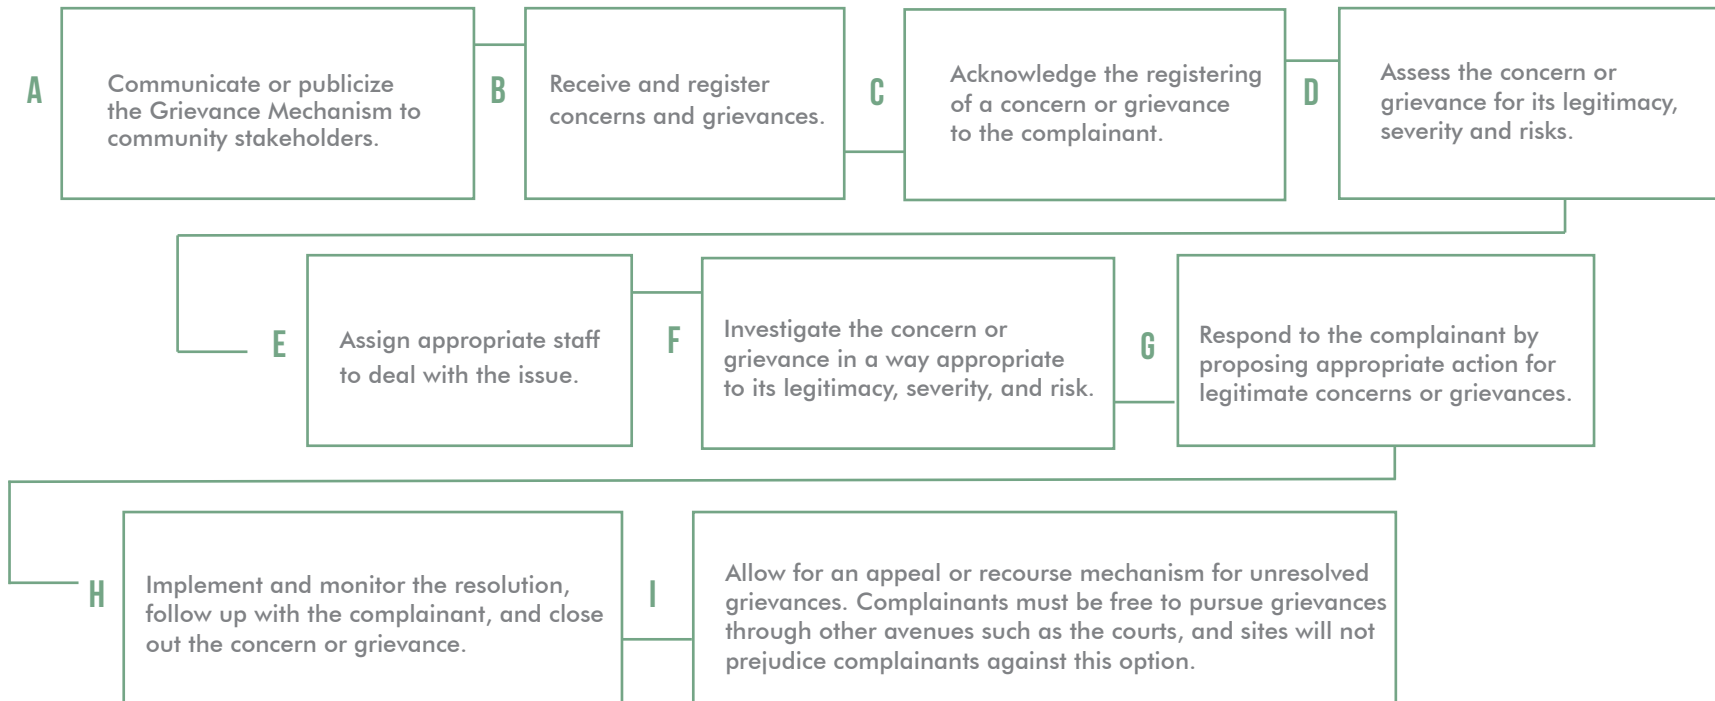 A
Communicate or publicize
the Grievance Mechanism to
community stakeholders.
B
Receive and register
concerns and grievances.
C
Acknowledge the registering
of a concern or grievance
to the complainant.
D
Assess the concern or
grievance for its legitimacy,
severity and risks.
E
Assign appropriate staff
to deal with the issue.
F
Investigate the concern or
grievance in a way appropriate
to its legitimacy, severity, and risk.
G
Respond to the complainant by
proposing appropriate action for
legitimate concerns or grievances.
H
Implement and monitor the resolution,
follow up with the complainant, and close
out the concern or grievance.
I
Allow for an appeal or recourse mechanism for unresolved
grievances. Complainants must be free to pursue grievances
through other avenues such as the courts, and sites will not
prejudice complainants against this option.